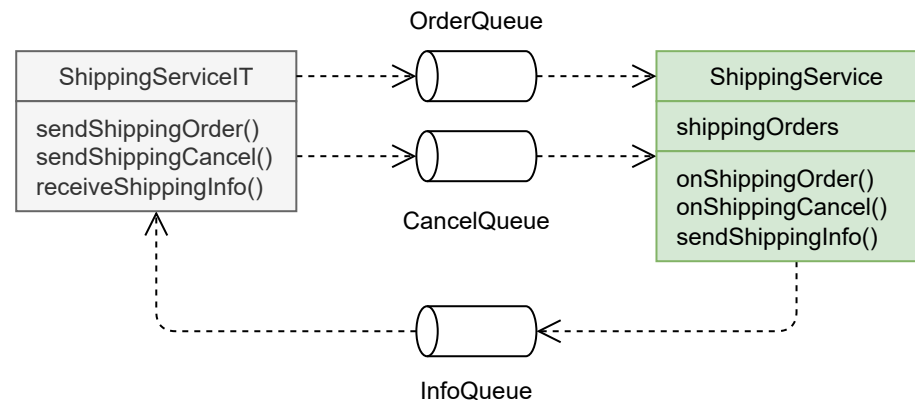 OrderQueue
ShippingServiceIT
sendShippingOrder()
sendShippingCancel()
receiveShippingInfo()
CancelQueue
ShippingService
shippingOrders
onShippingOrder()
onShippingCancel()
sendShippingInfo()
InfoQueue